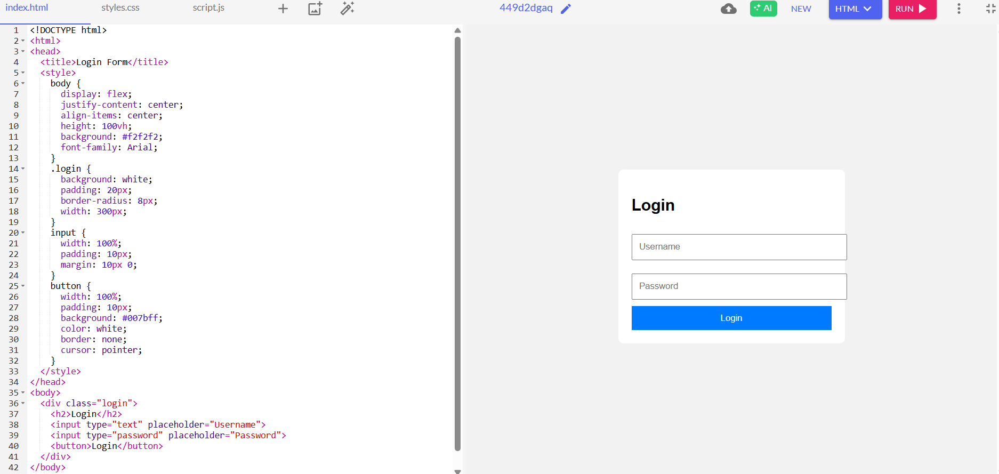 index.html styles.css script.js 449d2dgaq AI NEW HTML RUN
1 <!DOCTYPE html>
2 <html>
3 <head>
4   <title>Login Form</title>
5   <style>
6     body {
7       display: flex;
8       justify-content: center;
9       align-items: center;
10       height: 100vh;
11       background: #f2f2f2;
12       font-family: Arial;
13     }
14     .login {
15       background: white;
16       padding: 20px;
17       border-radius: 8px;
18       width: 300px;
19     }
20     input {
21       width: 100%;
22       padding: 10px;
23       margin: 10px 0;
24     }
25     button {
26       width: 100%;
27       padding: 10px;
28       background: #007bff;
29       color: white;
30       border: none;
31       cursor: pointer;
32     }
33   </style>
34 </head>
35 <body>
36   <div class="login">
37     <h2>Login</h2>
38     <input type="text" placeholder="Username">
39     <input type="password" placeholder="Password">
40     <button>Login</button>
41   </div>
42 </body>
Login
Username
Password
Login